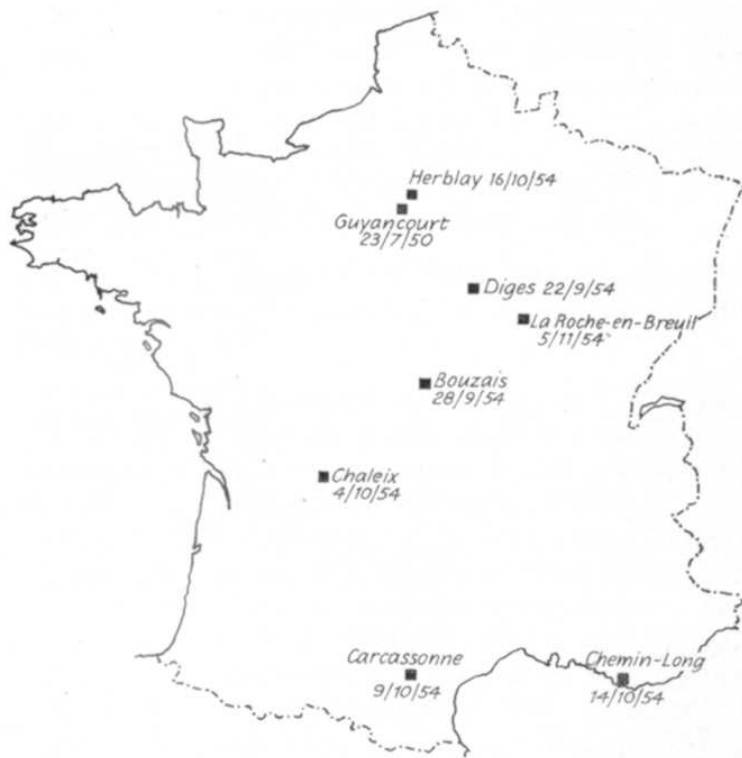 Herblay 16/10/54
Guyancourt
23/7/50
Diges 22/9/54
La Roche-en-Breuil
5/11/54
Bouzais
28/9/54
Chaleix
4/10/54
Carcassonne
9/10/54
Chemin-Long
14/10/54